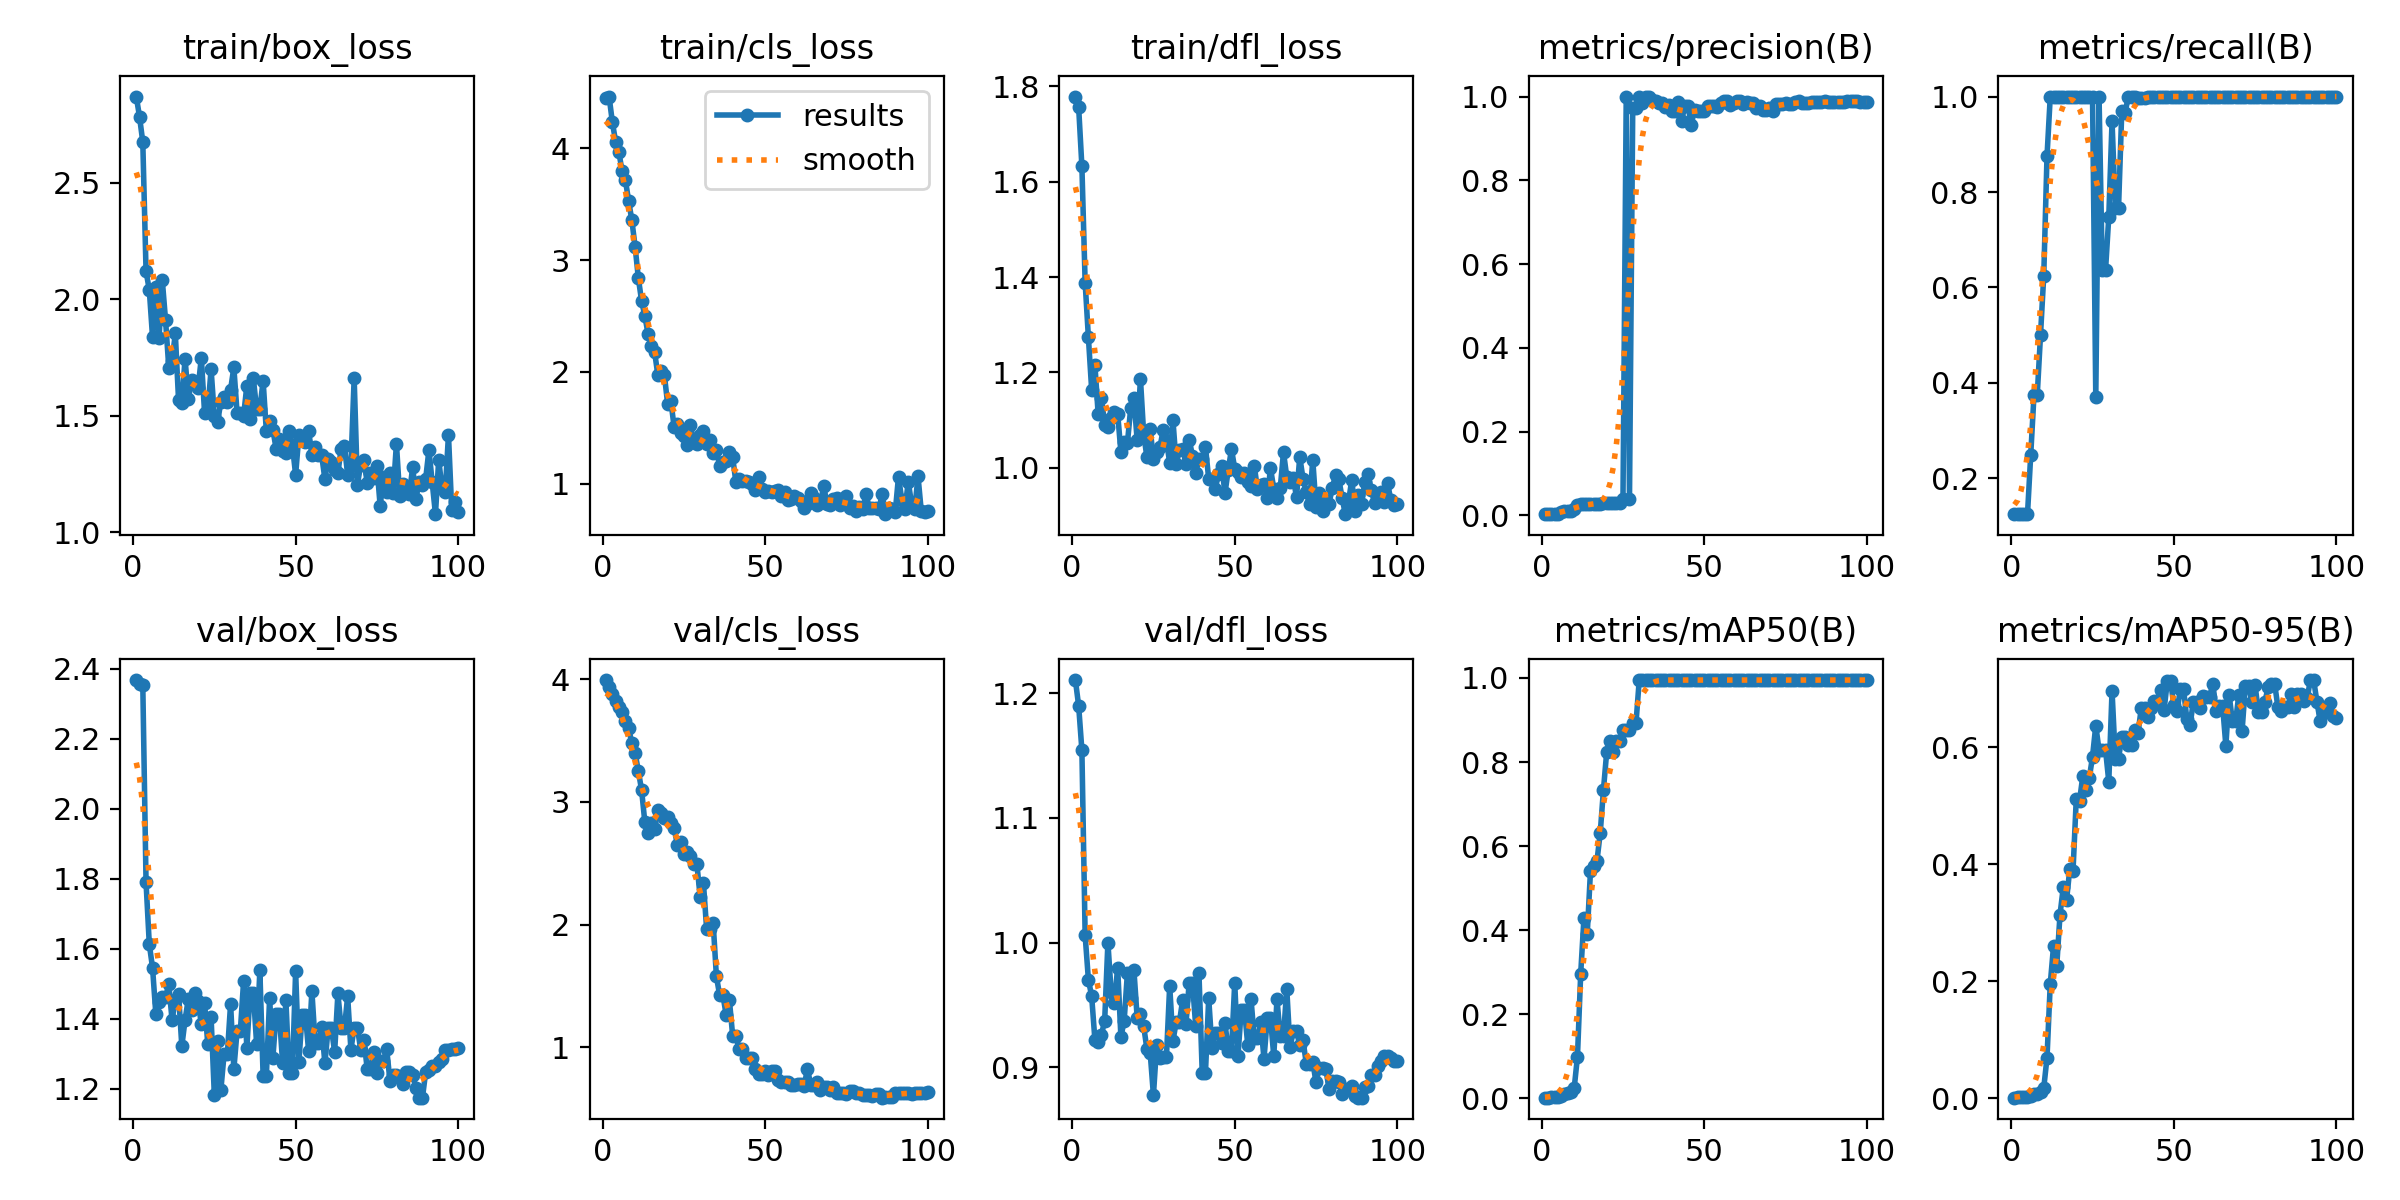 train/box_loss
train/cls_loss
train/dfl_loss
metrics/precision(B)
metrics/recall(B)
results
smooth
2.5
2.0
1.5
1.0
0 50 100
4
3
2
1
0 50 100
1.8
1.6
1.4
1.2
1.0
0 50 100
1.0
0.8
0.6
0.4
0.2
0.0
0 50 100
1.0
0.8
0.6
0.4
0.2
0 50 100
val/box_loss
val/cls_loss
val/dfl_loss
metrics/mAP50(B)
metrics/mAP50-95(B)
2.4
2.2
2.0
1.8
1.6
1.4
1.2
0 50 100
4
3
2
1
0 50 100
1.2
1.1
1.0
0.9
0 50 100
1.0
0.8
0.6
0.4
0.2
0.0
0 50 100
0.6
0.4
0.2
0.0
0 50 100